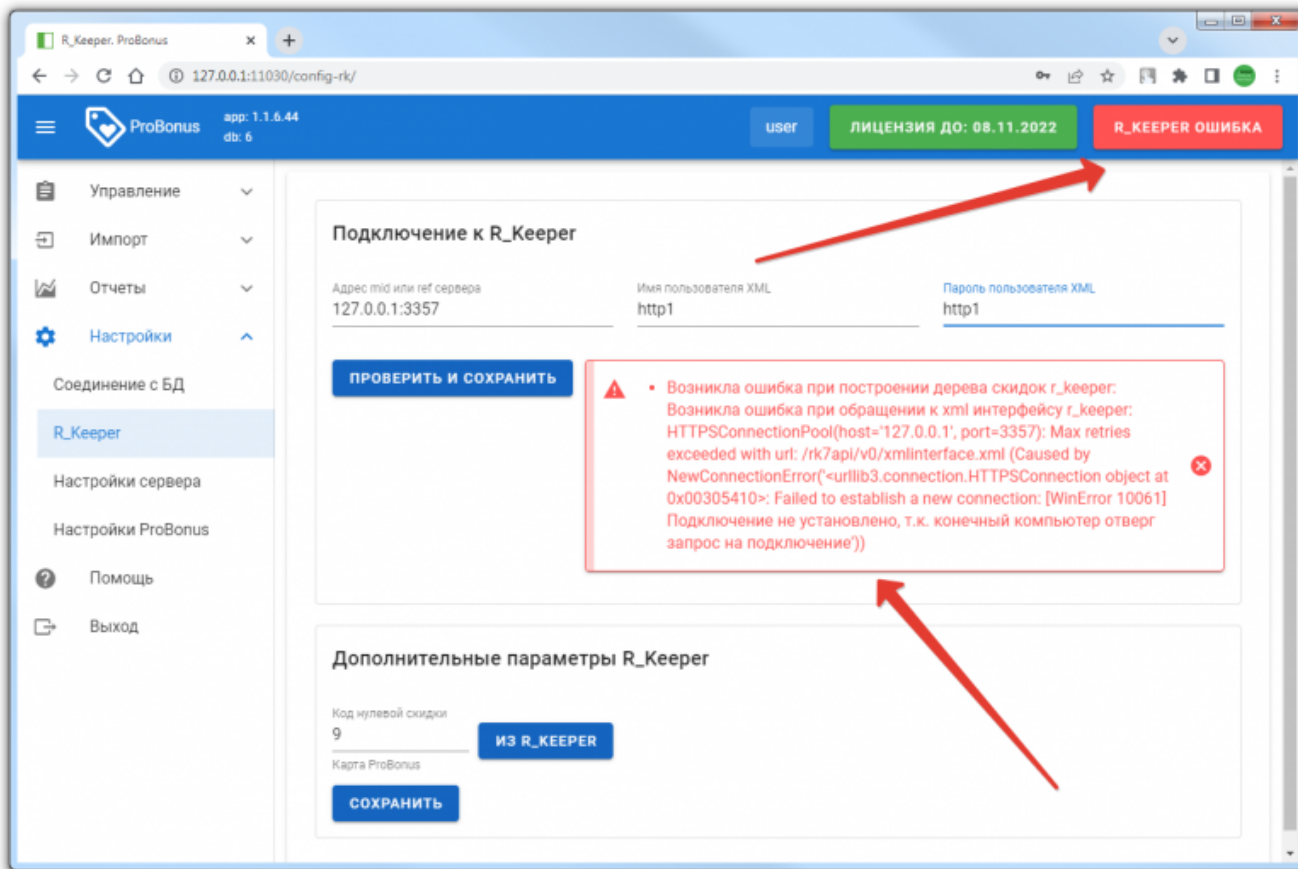 R_Keeper. ProBonus
127.0.0.1:11030/config-rk/
ProBonus
app: 1.1.6.44
db: 6
user
ЛИЦЕНЗИЯ ДО: 08.11.2022
R_KEEPER ОШИБКА
Управление
Импорт
Отчеты
Настройки
Соединение с БД
R_Keeper
Настройки сервера
Настройки ProBonus
Помощь
Выход
Подключение к R_Keeper
Адрес mid или ref сервера
127.0.0.1:3357
Имя пользователя XML
http1
Пароль пользователя XML
http1
ПРОВЕРИТЬ И СОХРАНИТЬ
Возникла ошибка при построении дерева скидок r_keeper:
Возникла ошибка при обращении к xml интерфейсу r_keeper:
HTTPSConnectionPool(host='127.0.0.1', port=3357): Max retries
exceeded with url: /rk7api/v0/xmlinterface.xml (Caused by
NewConnectionError('<urllib3.connection.HTTPSConnection object at
0x00305410>: Failed to establish a new connection: [WinError 10061]
Подключение не установлено, т.к. конечный компьютер отверг
запрос на подключение'))
Дополнительные параметры R_Keeper
Код нулевой скидки
9
ИЗ R_KEEPER
Карта ProBonus
СОХРАНИТЬ